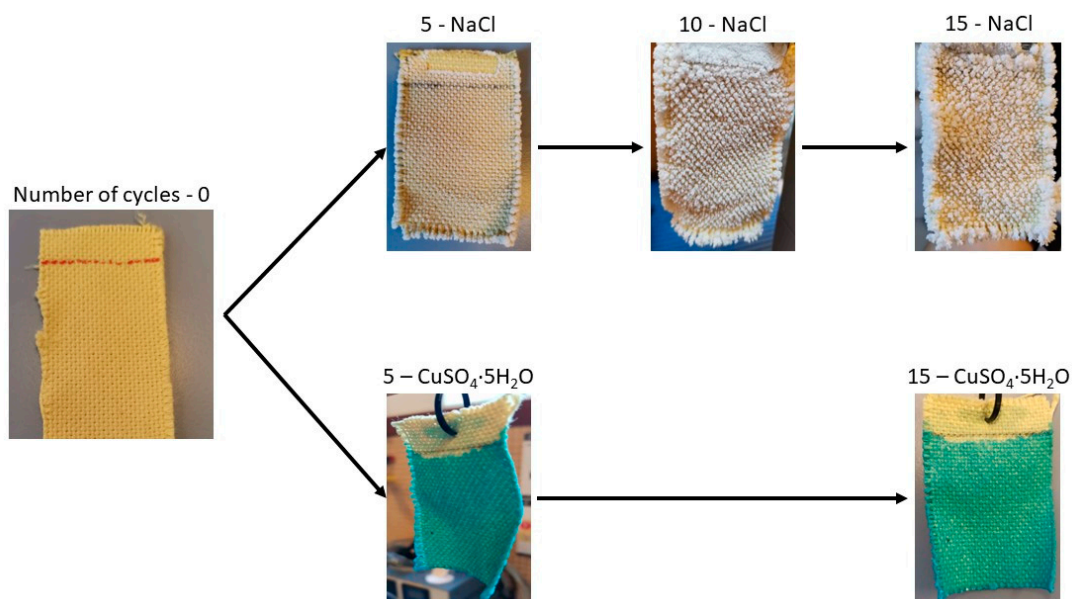 5 - NaCl
10 - NaCl
15 - NaCl
Number of cycles - 0
5 – CuSO₄·5H₂O
15 – CuSO₄·5H₂O